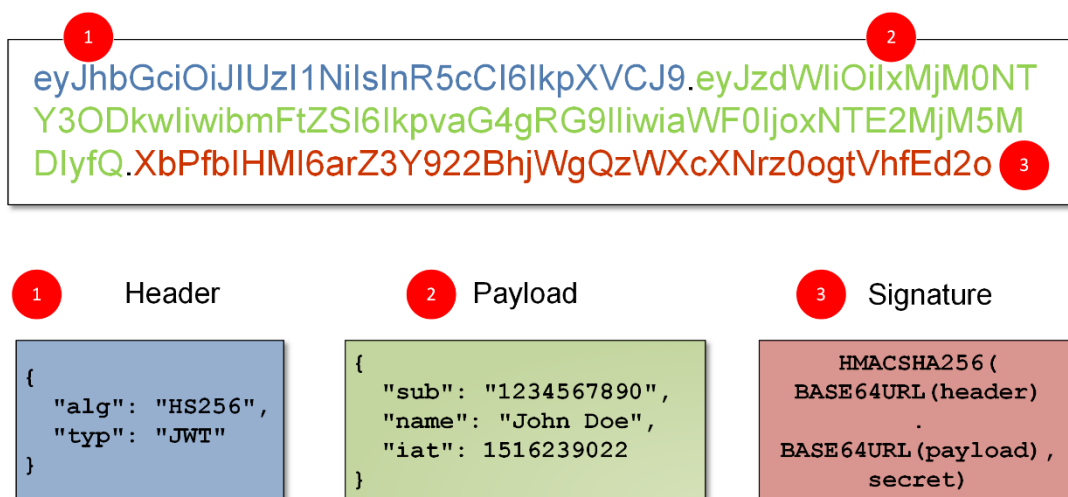 1
2
eyJhbGciOiJIUzI1NiIsInR5cCI6IkpXVCJ9.eyJzdWIiOiIxMjM0NT
Y3ODkwIiwibmFtZSI6IkpvaG4gRG9lIiwiaWF0IjoxNTE2MjM5M
DIyfQ.XbPfbIHMI6arZ3Y922BhjWgQzWXcXNrz0ogtVhfEd2o 3
1 Header
{
"alg": "HS256",
"typ": "JWT"
}
2 Payload
{
"sub": "1234567890",
"name": "John Doe",
"iat": 1516239022
}
3 Signature
HMACSHA256(
BASE64URL(header)
.
BASE64URL(payload),
secret)